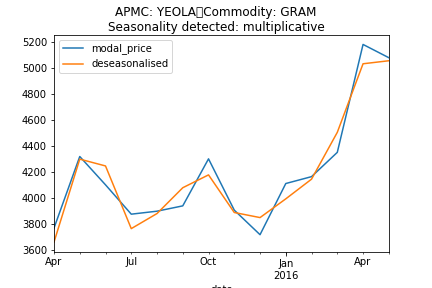 APMC: YEOLA Commodity: GRAM
Seasonality detected: multiplicative
modal_price
deseasonalised
5200
5000
4800
4600
4400
4200
4000
3800
3600
Apr
Jul
Oct
Jan
2016
Apr